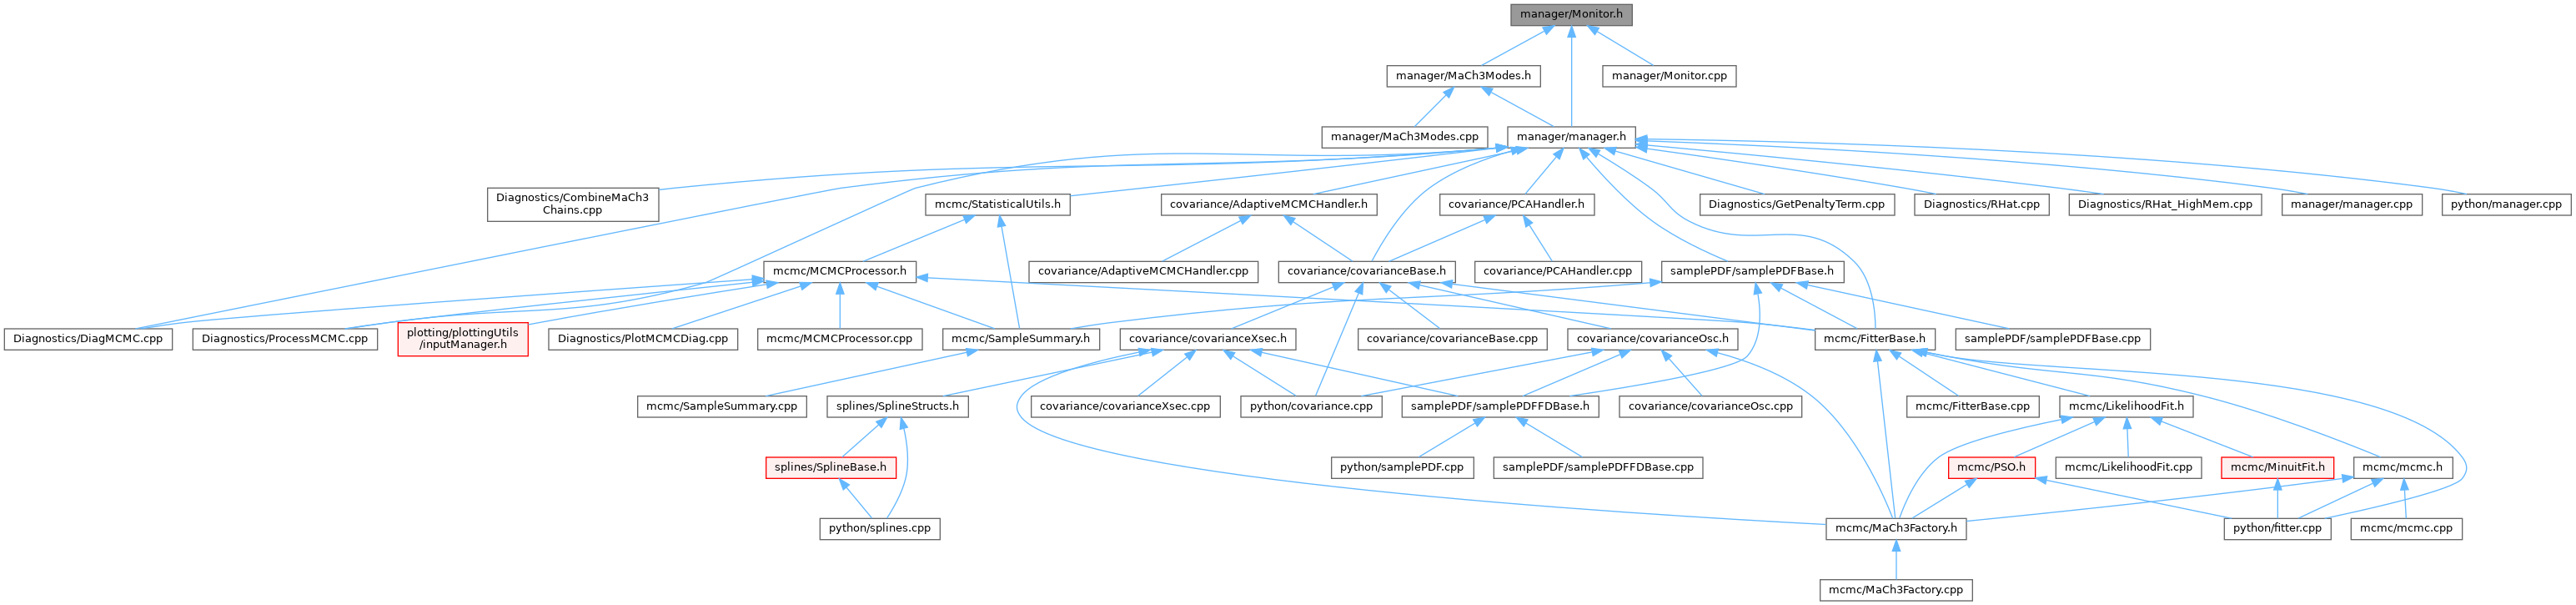 manager/Monitor.h
manager/MaCh3Modes.h
manager/Monitor.cpp
manager/MaCh3Modes.cpp
manager/manager.h
Diagnostics/CombineMaCh3
Chains.cpp
mcmc/StatisticalUtils.h
covariance/AdaptiveMCMCHandler.h
covariance/PCAHandler.h
Diagnostics/GetPenaltyTerm.cpp
Diagnostics/RHat.cpp
Diagnostics/RHat_HighMem.cpp
manager/manager.cpp
python/manager.cpp
mcmc/MCMCProcessor.h
covariance/AdaptiveMCMCHandler.cpp
covariance/covarianceBase.h
covariance/PCAHandler.cpp
samplePDF/samplePDFBase.h
Diagnostics/DiagMCMC.cpp
Diagnostics/ProcessMCMC.cpp
plotting/plottingUtils
/inputManager.h
Diagnostics/PlotMCMCDiag.cpp
mcmc/MCMCProcessor.cpp
mcmc/SampleSummary.h
covariance/covarianceXsec.h
covariance/covarianceBase.cpp
covariance/covarianceOsc.h
mcmc/FitterBase.h
samplePDF/samplePDFBase.cpp
mcmc/SampleSummary.cpp
splines/SplineStructs.h
covariance/covarianceXsec.cpp
python/covariance.cpp
samplePDF/samplePDFFDBase.h
covariance/covarianceOsc.cpp
mcmc/FitterBase.cpp
mcmc/LikelihoodFit.h
splines/SplineBase.h
python/samplePDF.cpp
samplePDF/samplePDFFDBase.cpp
mcmc/PSO.h
mcmc/LikelihoodFit.cpp
mcmc/MinuitFit.h
mcmc/mcmc.h
python/splines.cpp
mcmc/MaCh3Factory.h
python/fitter.cpp
mcmc/mcmc.cpp
mcmc/MaCh3Factory.cpp